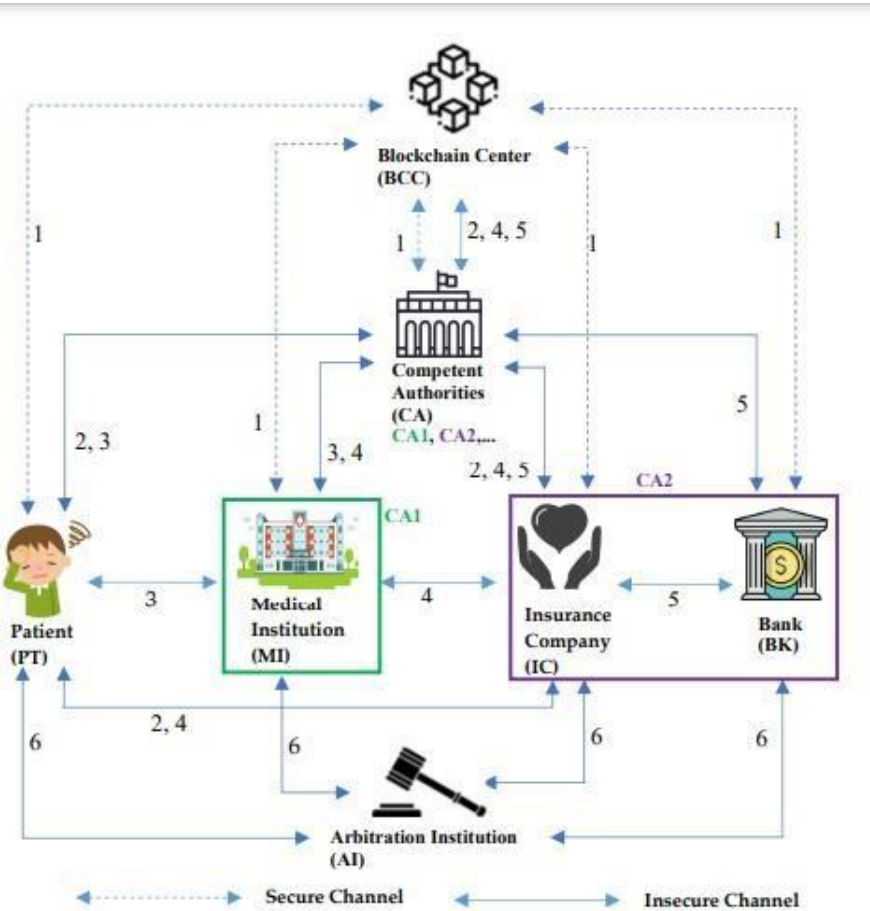 Blockchain Center
(BCC)
1
1
2, 4, 5
1
1
Competent
Authorities
(CA)
CA1, CA2,...
2, 3
1
3, 4
2, 4, 5
5
CA1
CA2
3
4
5
Patient
(PT)
Medical
Institution
(MI)
Insurance
Company
(IC)
Bank
(BK)
$
2, 4
6
6
6
6
Arbitration Institution
(AI)
Secure Channel
Insecure Channel